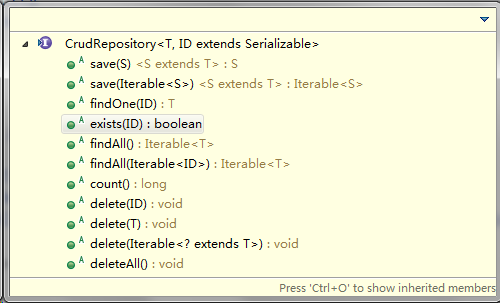 CrudRepository<T, ID extends Serializable>
save(S) <S extends T> : S
save(Iterable<S>) <S extends T> : Iterable<S>
findOne(ID) : T
exists(ID) : boolean
findAll() : Iterable<T>
findAll(Iterable<ID>) : Iterable<T>
count() : long
delete(ID) : void
delete(T) : void
delete(Iterable<? extends T>) : void
deleteAll() : void
Press 'Ctrl+O' to show inherited members